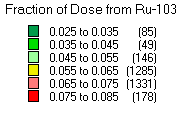 Fraction of Dose from Ru-103
0.025 to 0.035 (85)
0.035 to 0.045 (49)
0.045 to 0.055 (146)
0.055 to 0.065 (1285)
0.065 to 0.075 (1331)
0.075 to 0.085 (178)